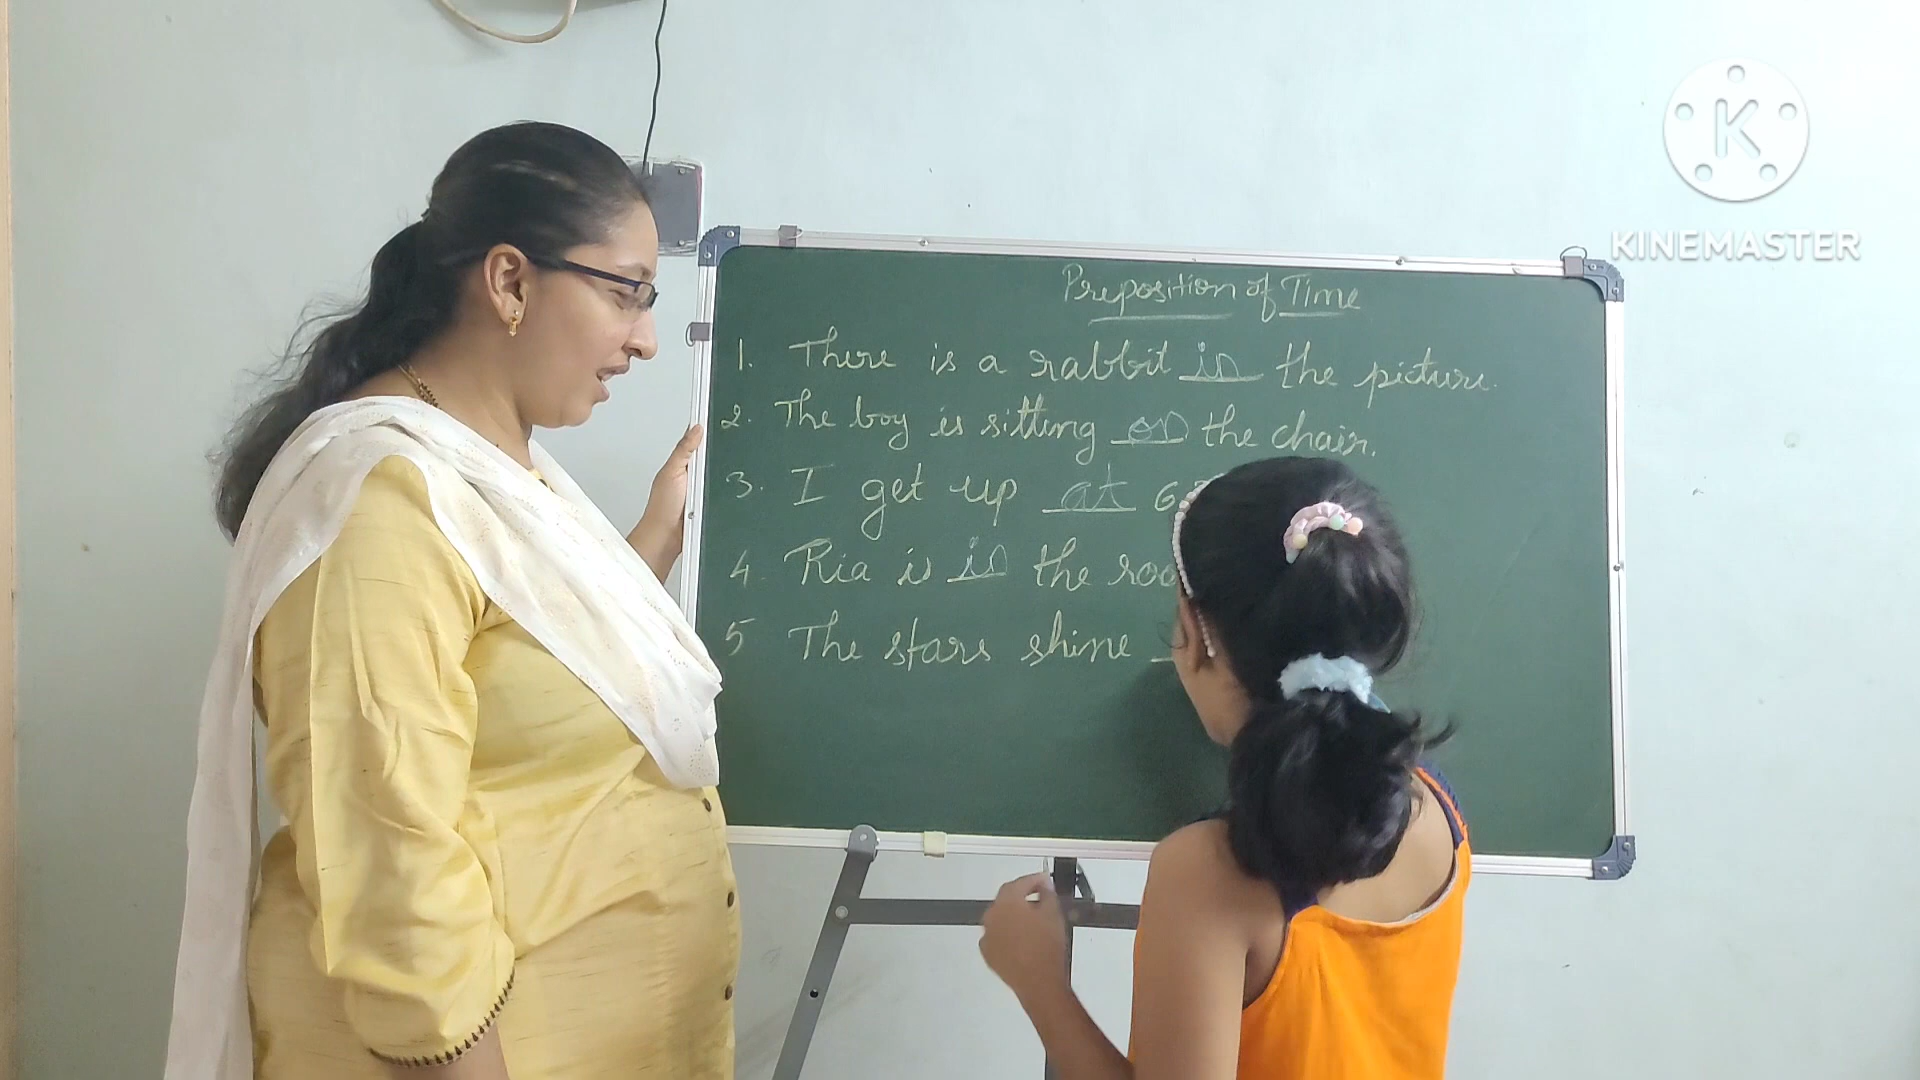 Preposition of Time
1. There is a rabbit in the picture.
2. The boy is sitting on the chair.
3. I get up at 6
4. Ria is in the
5 The stars shine
K
KINEMASTER